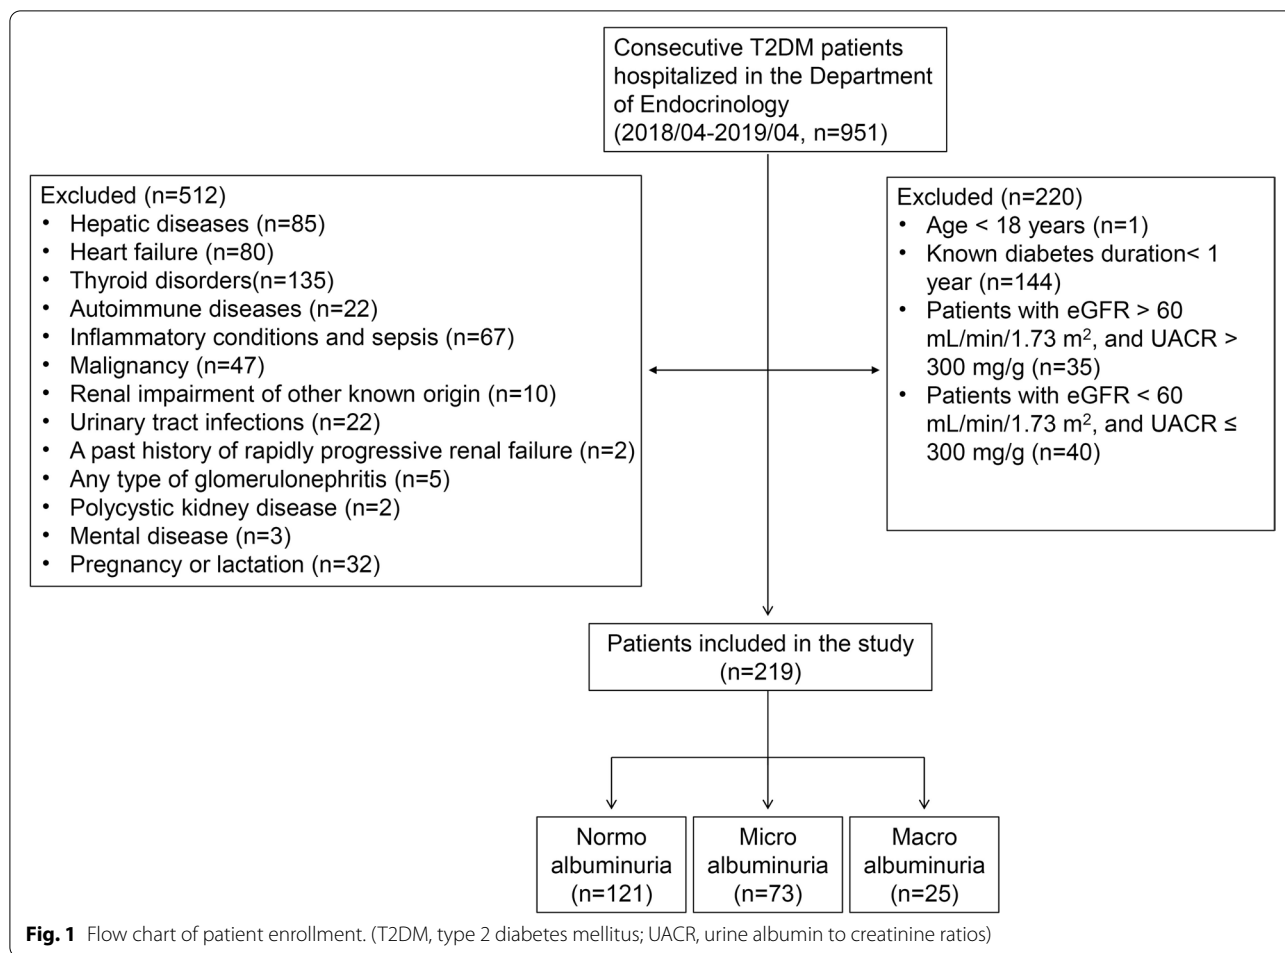 Consecutive T2DM patients
hospitalized in the Department
of Endocrinology
(2018/04-2019/04, n=951)
Excluded (n=512)
• Hepatic diseases (n=85)
• Heart failure (n=80)
• Thyroid disorders(n=135)
• Autoimmune diseases (n=22)
• Inflammatory conditions and sepsis (n=67)
• Malignancy (n=47)
• Renal impairment of other known origin (n=10)
• Urinary tract infections (n=22)
• A past history of rapidly progressive renal failure (n=2)
• Any type of glomerulonephritis (n=5)
• Polycystic kidney disease (n=2)
• Mental disease (n=3)
• Pregnancy or lactation (n=32)
Excluded (n=220)
• Age < 18 years (n=1)
• Known diabetes duration< 1
year (n=144)
• Patients with eGFR > 60
mL/min/1.73 m², and UACR >
300 mg/g (n=35)
• Patients with eGFR < 60
mL/min/1.73 m², and UACR ≤
300 mg/g (n=40)
Patients included in the study
(n=219)
Normo
albuminuria
(n=121)
Micro
albuminuria
(n=73)
Macro
albuminuria
(n=25)
Fig. 1 Flow chart of patient enrollment. (T2DM, type 2 diabetes mellitus; UACR, urine albumin to creatinine ratios)